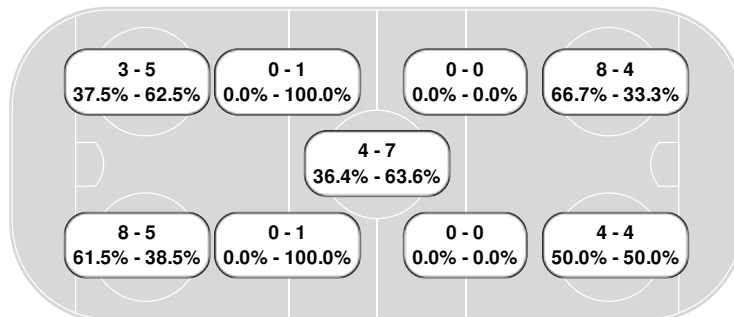 3 - 5
37.5% - 62.5%
0 - 1
0.0% - 100.0%
0 - 0
0.0% - 0.0%
8 - 4
66.7% - 33.3%
4 - 7
36.4% - 63.6%
8 - 5
61.5% - 38.5%
0 - 1
0.0% - 100.0%
0 - 0
0.0% - 0.0%
4 - 4
50.0% - 50.0%